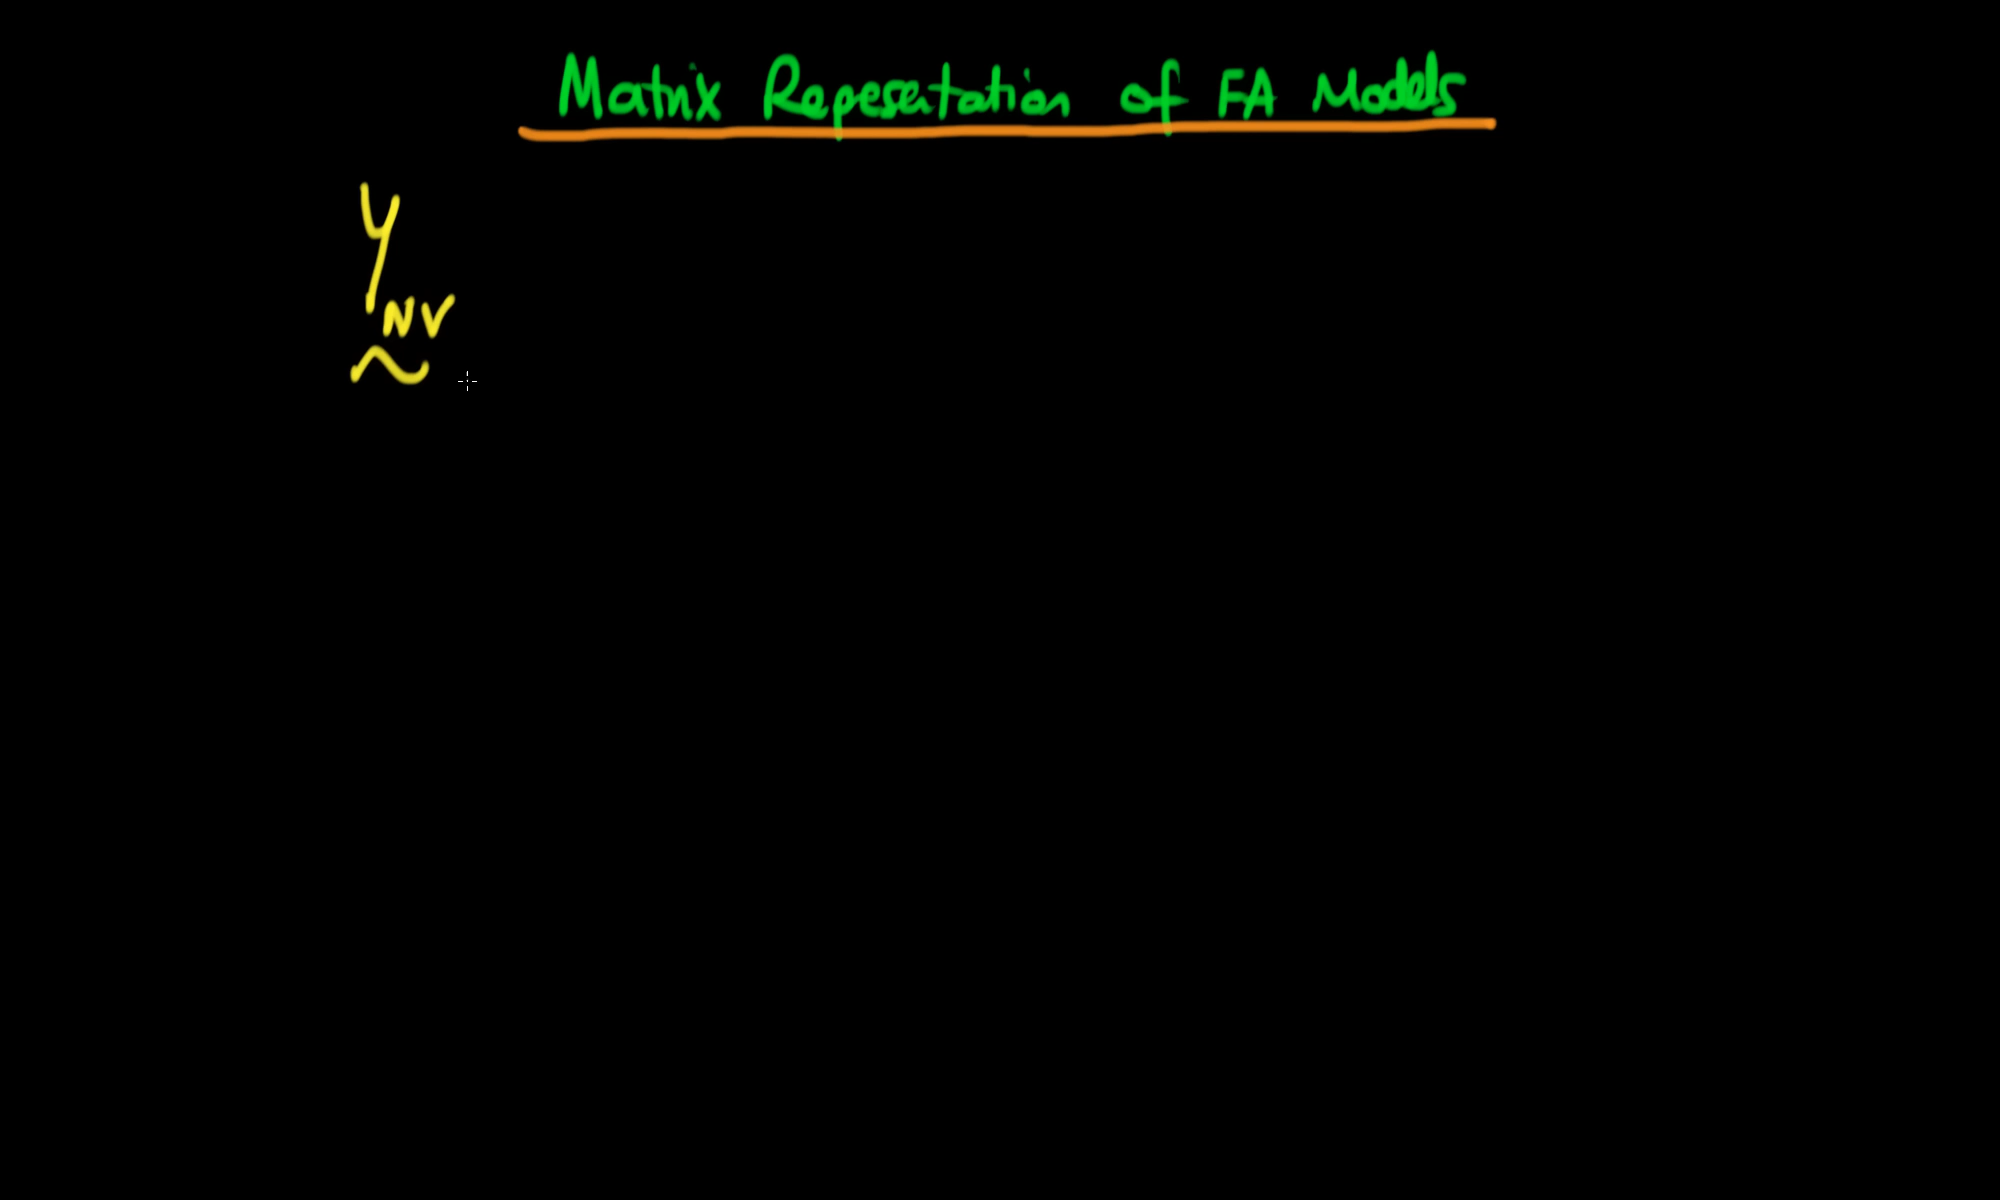 Matrix Repesentation of FA Models
y NV
~